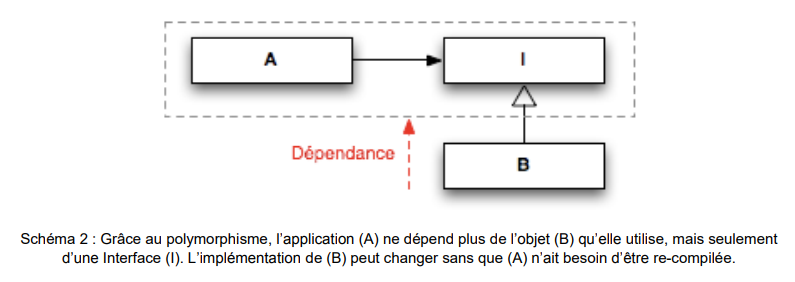 A
I
Dépendance
B
Schéma 2 : Grâce au polymorphisme, l'application (A) ne dépend plus de l'objet (B) qu'elle utilise, mais seulement
d'une Interface (I). L'implémentation de (B) peut changer sans que (A) n'ait besoin d'être re-compilée.